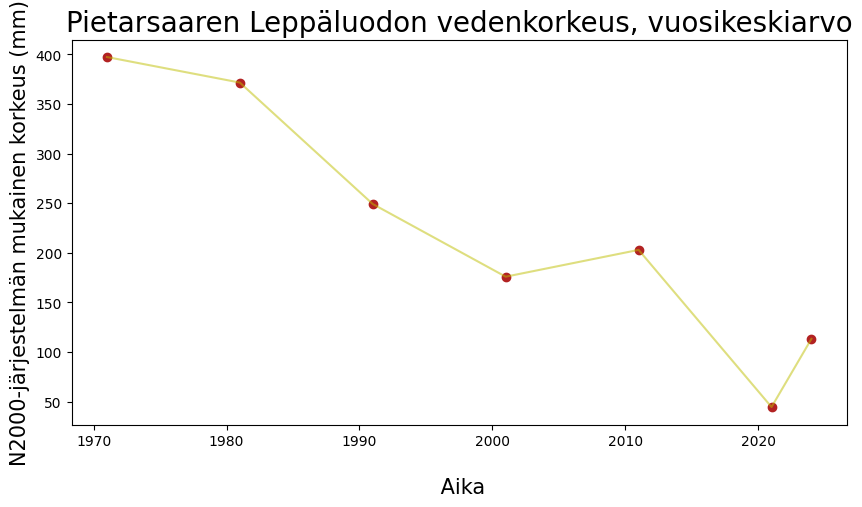 Pietarsaaren Leppäluodon vedenkorkeus, vuosikeskiarvo
N2000-järjestelmän mukainen korkeus (mm)
400
350
300
250
200
150
100
50
1970 1980 1990 2000 2010 2020
Aika